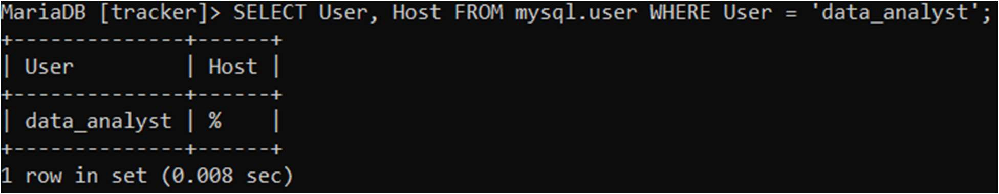 MariaDB [tracker]> SELECT User, Host FROM mysql.user WHERE User = 'data_analyst';
+--------------+------+
| User         | Host |
+--------------+------+
| data_analyst | %    |
+--------------+------+
1 row in set (0.008 sec)